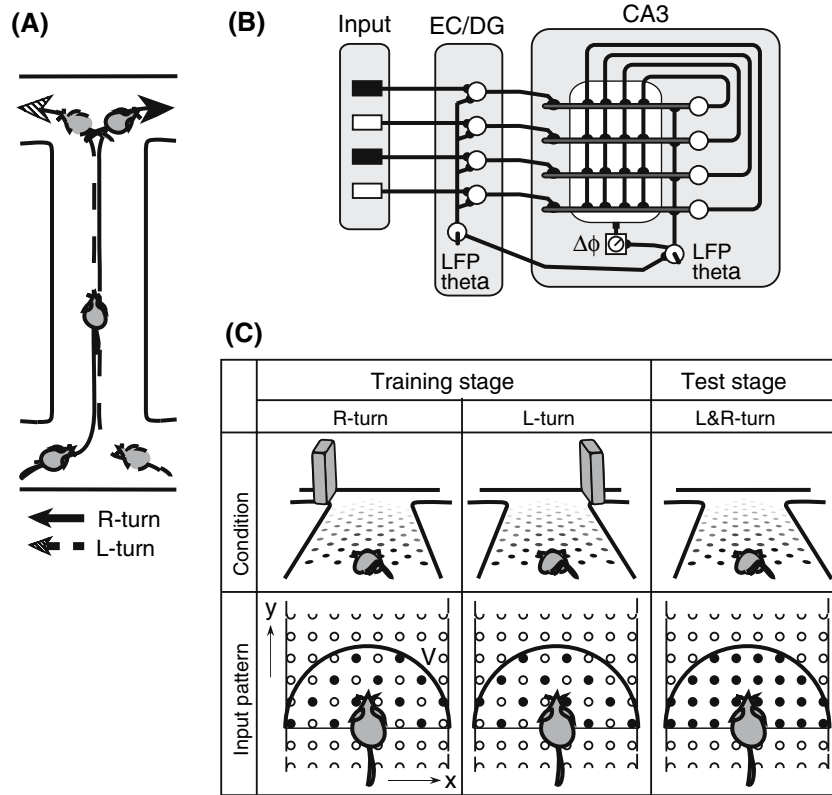 (A)
R-turn
L-turn
(B)
Input
EC/DG
CA3
Δϕ
LFP
theta
LFP
theta
(C)
Training stage
Test stage
R-turn
L-turn
L&R-turn
Condition
Input pattern
y
V
x